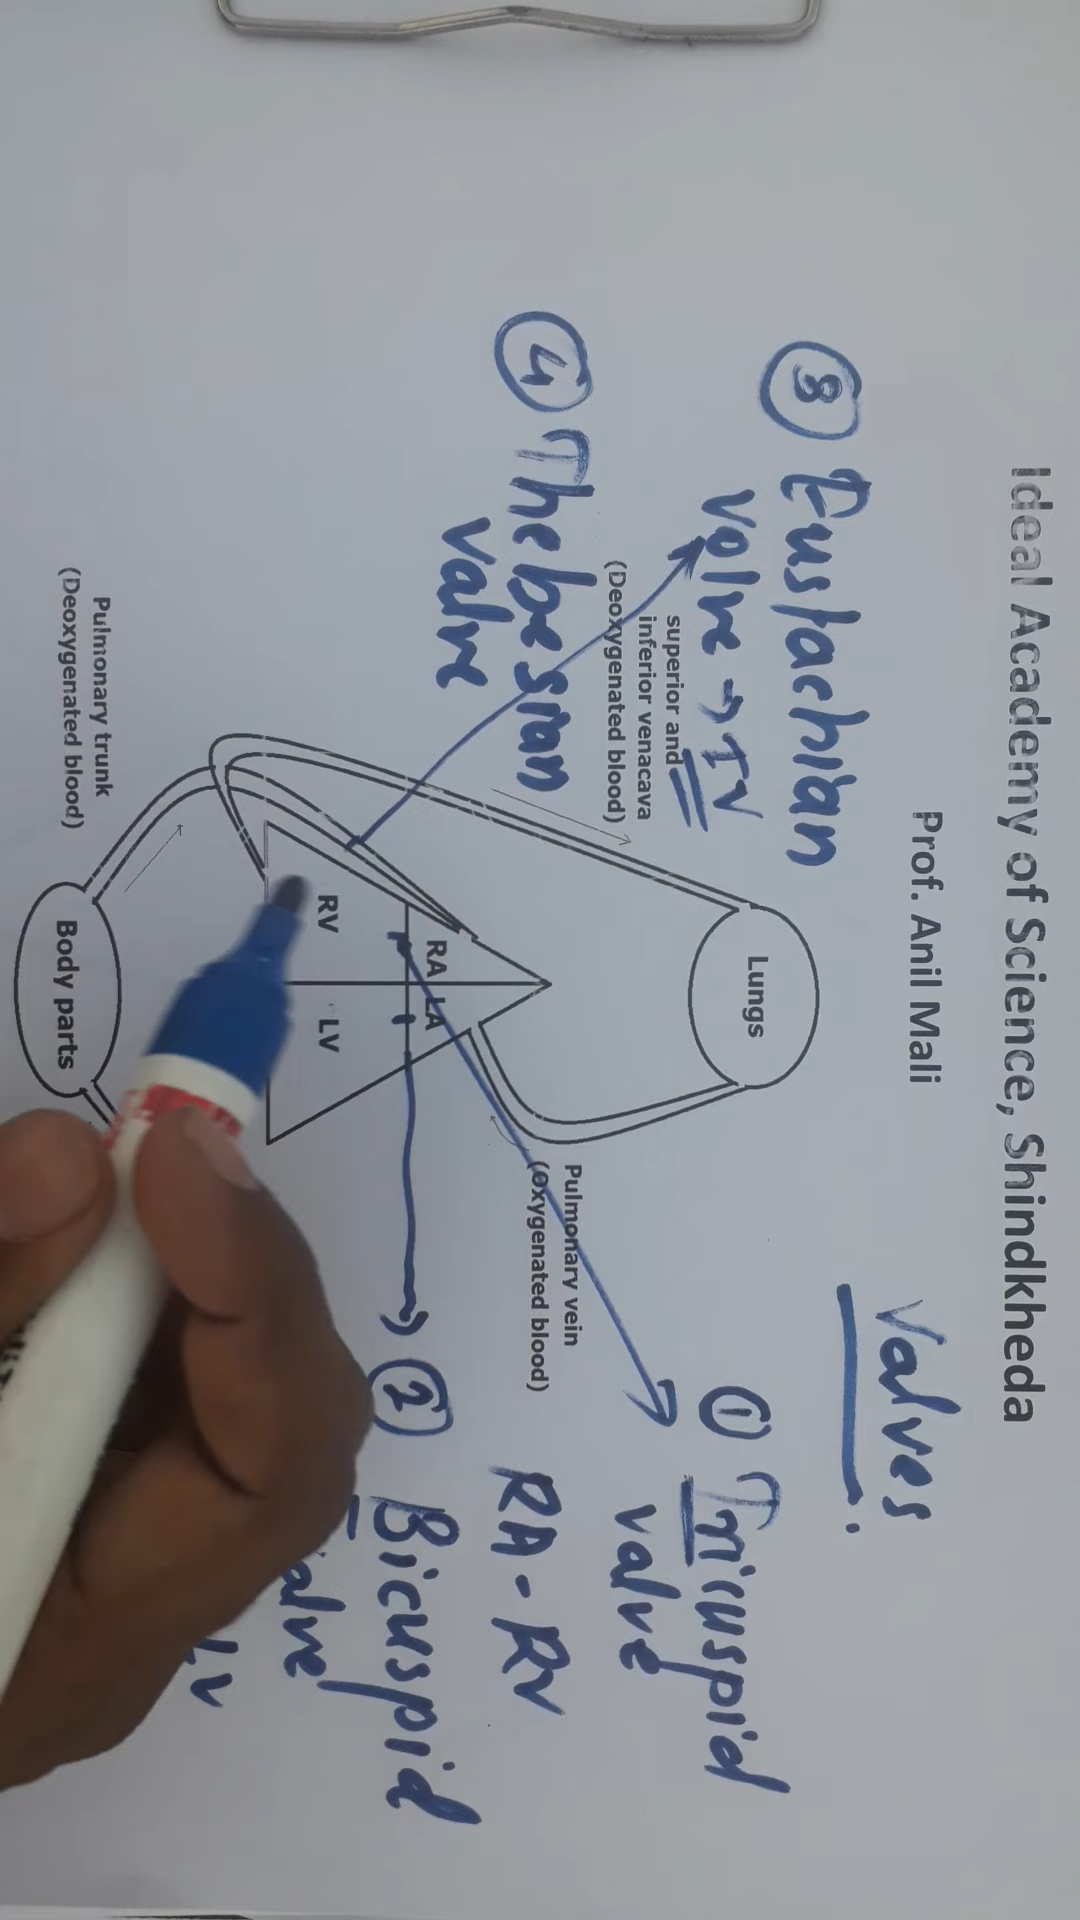 Ideal Academy of Science, Shindkheda
Prof. Anil Mali
Valves
③ Eustachian
valve → IV
④ Thebesian
valve
superior and
inferior venacava
(Deoxygenated blood)
Lungs
① Tricuspid
valve
RA - RV
Pulmonary vein
(Oxygenated blood)
RA LA
RV LV
② Bicuspid
Pulmonary trunk
(Deoxygenated blood)
Body parts